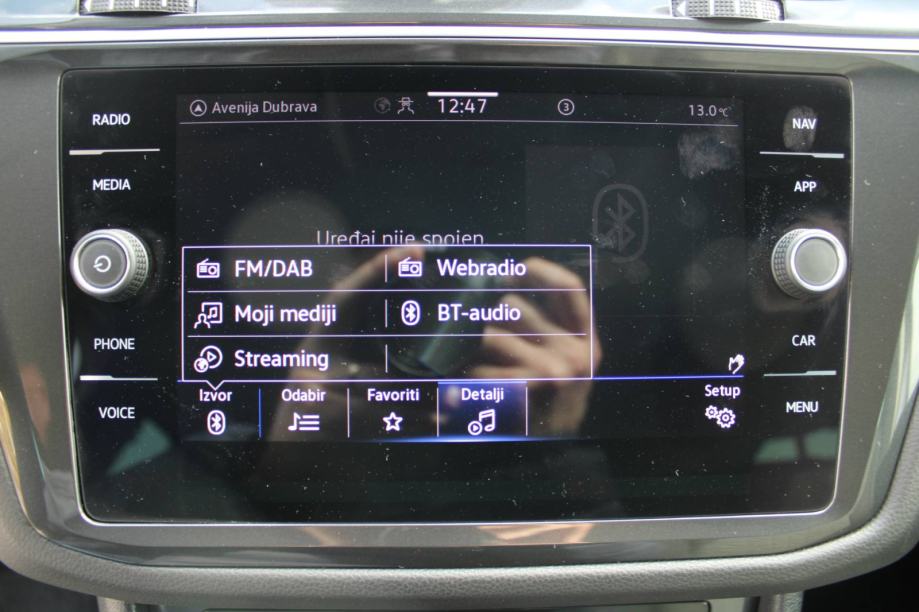 Avenija Dubrava 12:47 3 13.0°C
RADIO
NAV
MEDIA
APP
Uređaj nije spojen
FM/DAB Webradio
Moji mediji BT-audio
Streaming
PHONE
CAR
Izvor Odabir Favoriti Detalji Setup
VOICE
MENU